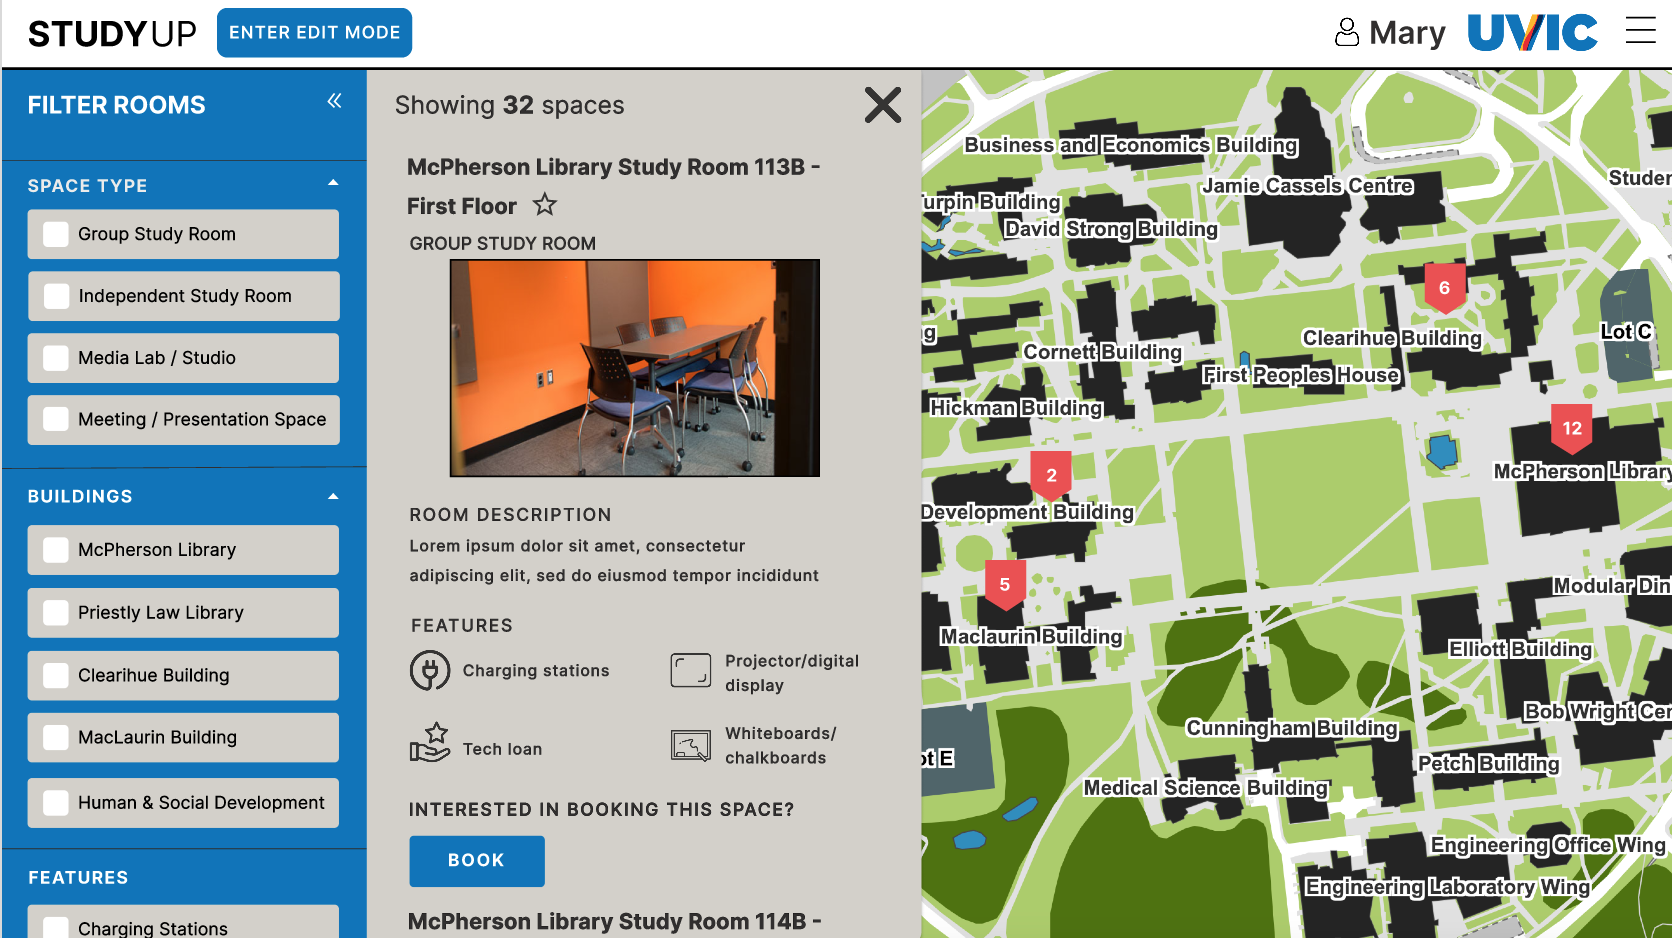 STUDYUP
ENTER EDIT MODE
Mary
UVIC
FILTER ROOMS
SPACE TYPE
Group Study Room
Independent Study Room
Media Lab / Studio
Meeting / Presentation Space
BUILDINGS
McPherson Library
Priestly Law Library
Clearihue Building
MacLaurin Building
Human & Social Development
FEATURES
Charging Stations
Showing 32 spaces
McPherson Library Study Room 113B -
First Floor
GROUP STUDY ROOM
ROOM DESCRIPTION
Lorem ipsum dolor sit amet, consectetur
adipiscing elit, sed do eiusmod tempor incididunt
FEATURES
Charging stations
Projector/digital
display
Tech loan
Whiteboards/
chalkboards
INTERESTED IN BOOKING THIS SPACE?
BOOK
McPherson Library Study Room 114B -
Business and Economics Building
Jamie Cassels Centre
Studen
urpin Building
David Strong Building
6
Lot C
g
Clearihue Building
Cornett Building
First Peoples House
Hickman Building
12
McPherson Library
2
Development Building
5
Modular Din
Maclaurin Building
Elliott Building
Bob Wright Cen
Cunningham Building
ot E
Petch Building
Medical Science Building
Engineering Office Wing
Engineering Laboratory Wing